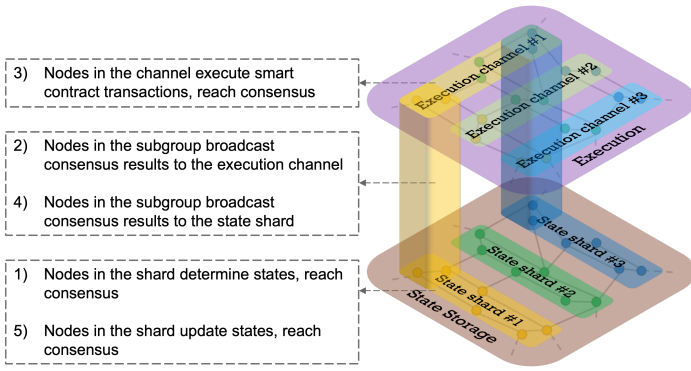 3) Nodes in the channel execute smart
contract transactions, reach consensus
2) Nodes in the subgroup broadcast
consensus results to the execution channel
4) Nodes in the subgroup broadcast
consensus results to the state shard
1) Nodes in the shard determine states, reach
consensus
5) Nodes in the shard update states, reach
consensus
Execution channel #1
Execution channel #2
Execution channel #3
Execution
State shard #3
State shard #2
State shard #1
State Storage